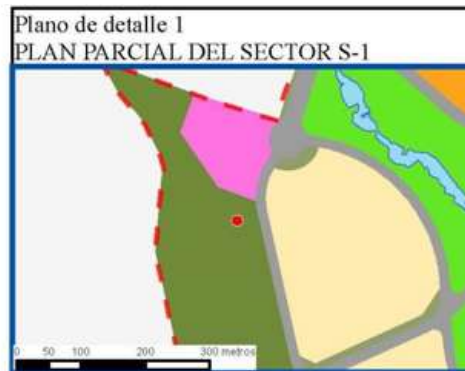 Plano de detalle 1
PLAN PARCIAL DEL SECTOR S-1
0 50 100 200 300 metros